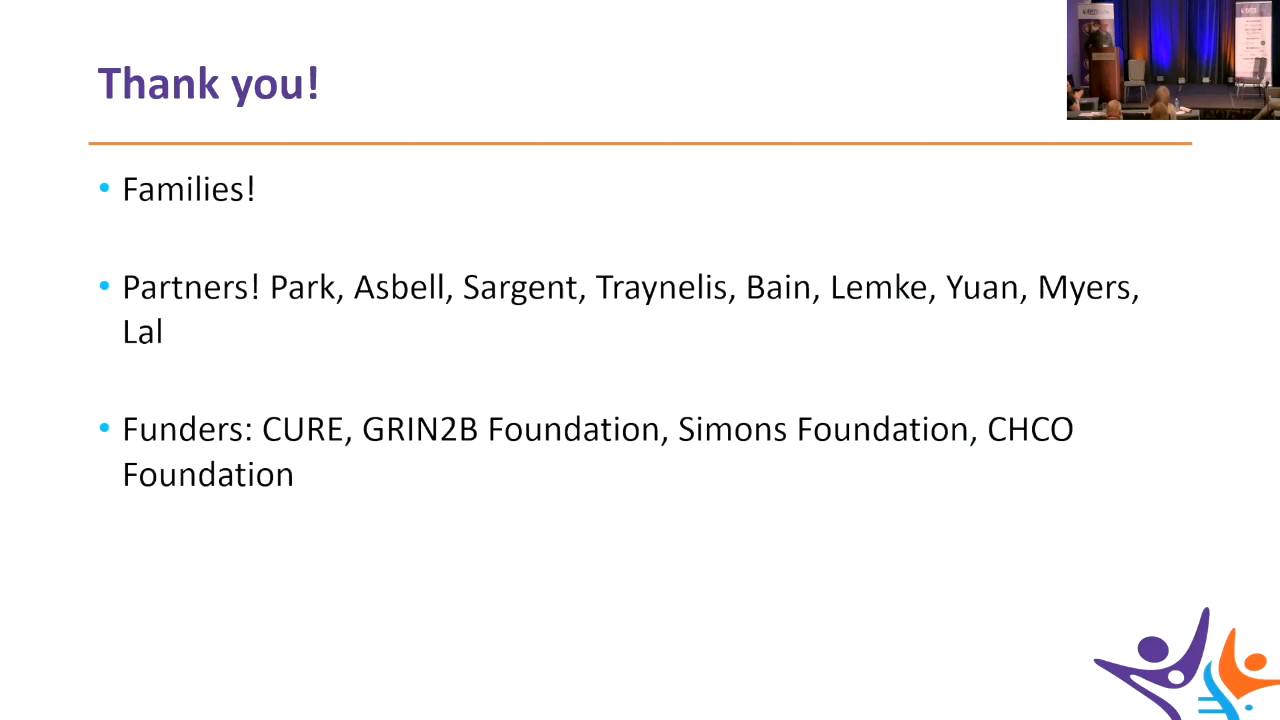 Thank you!
• Families!
• Partners! Park, Asbell, Sargent, Traynelis, Bain, Lemke, Yuan, Myers,
Lal
• Funders: CURE, GRIN2B Foundation, Simons Foundation, CHCO
Foundation